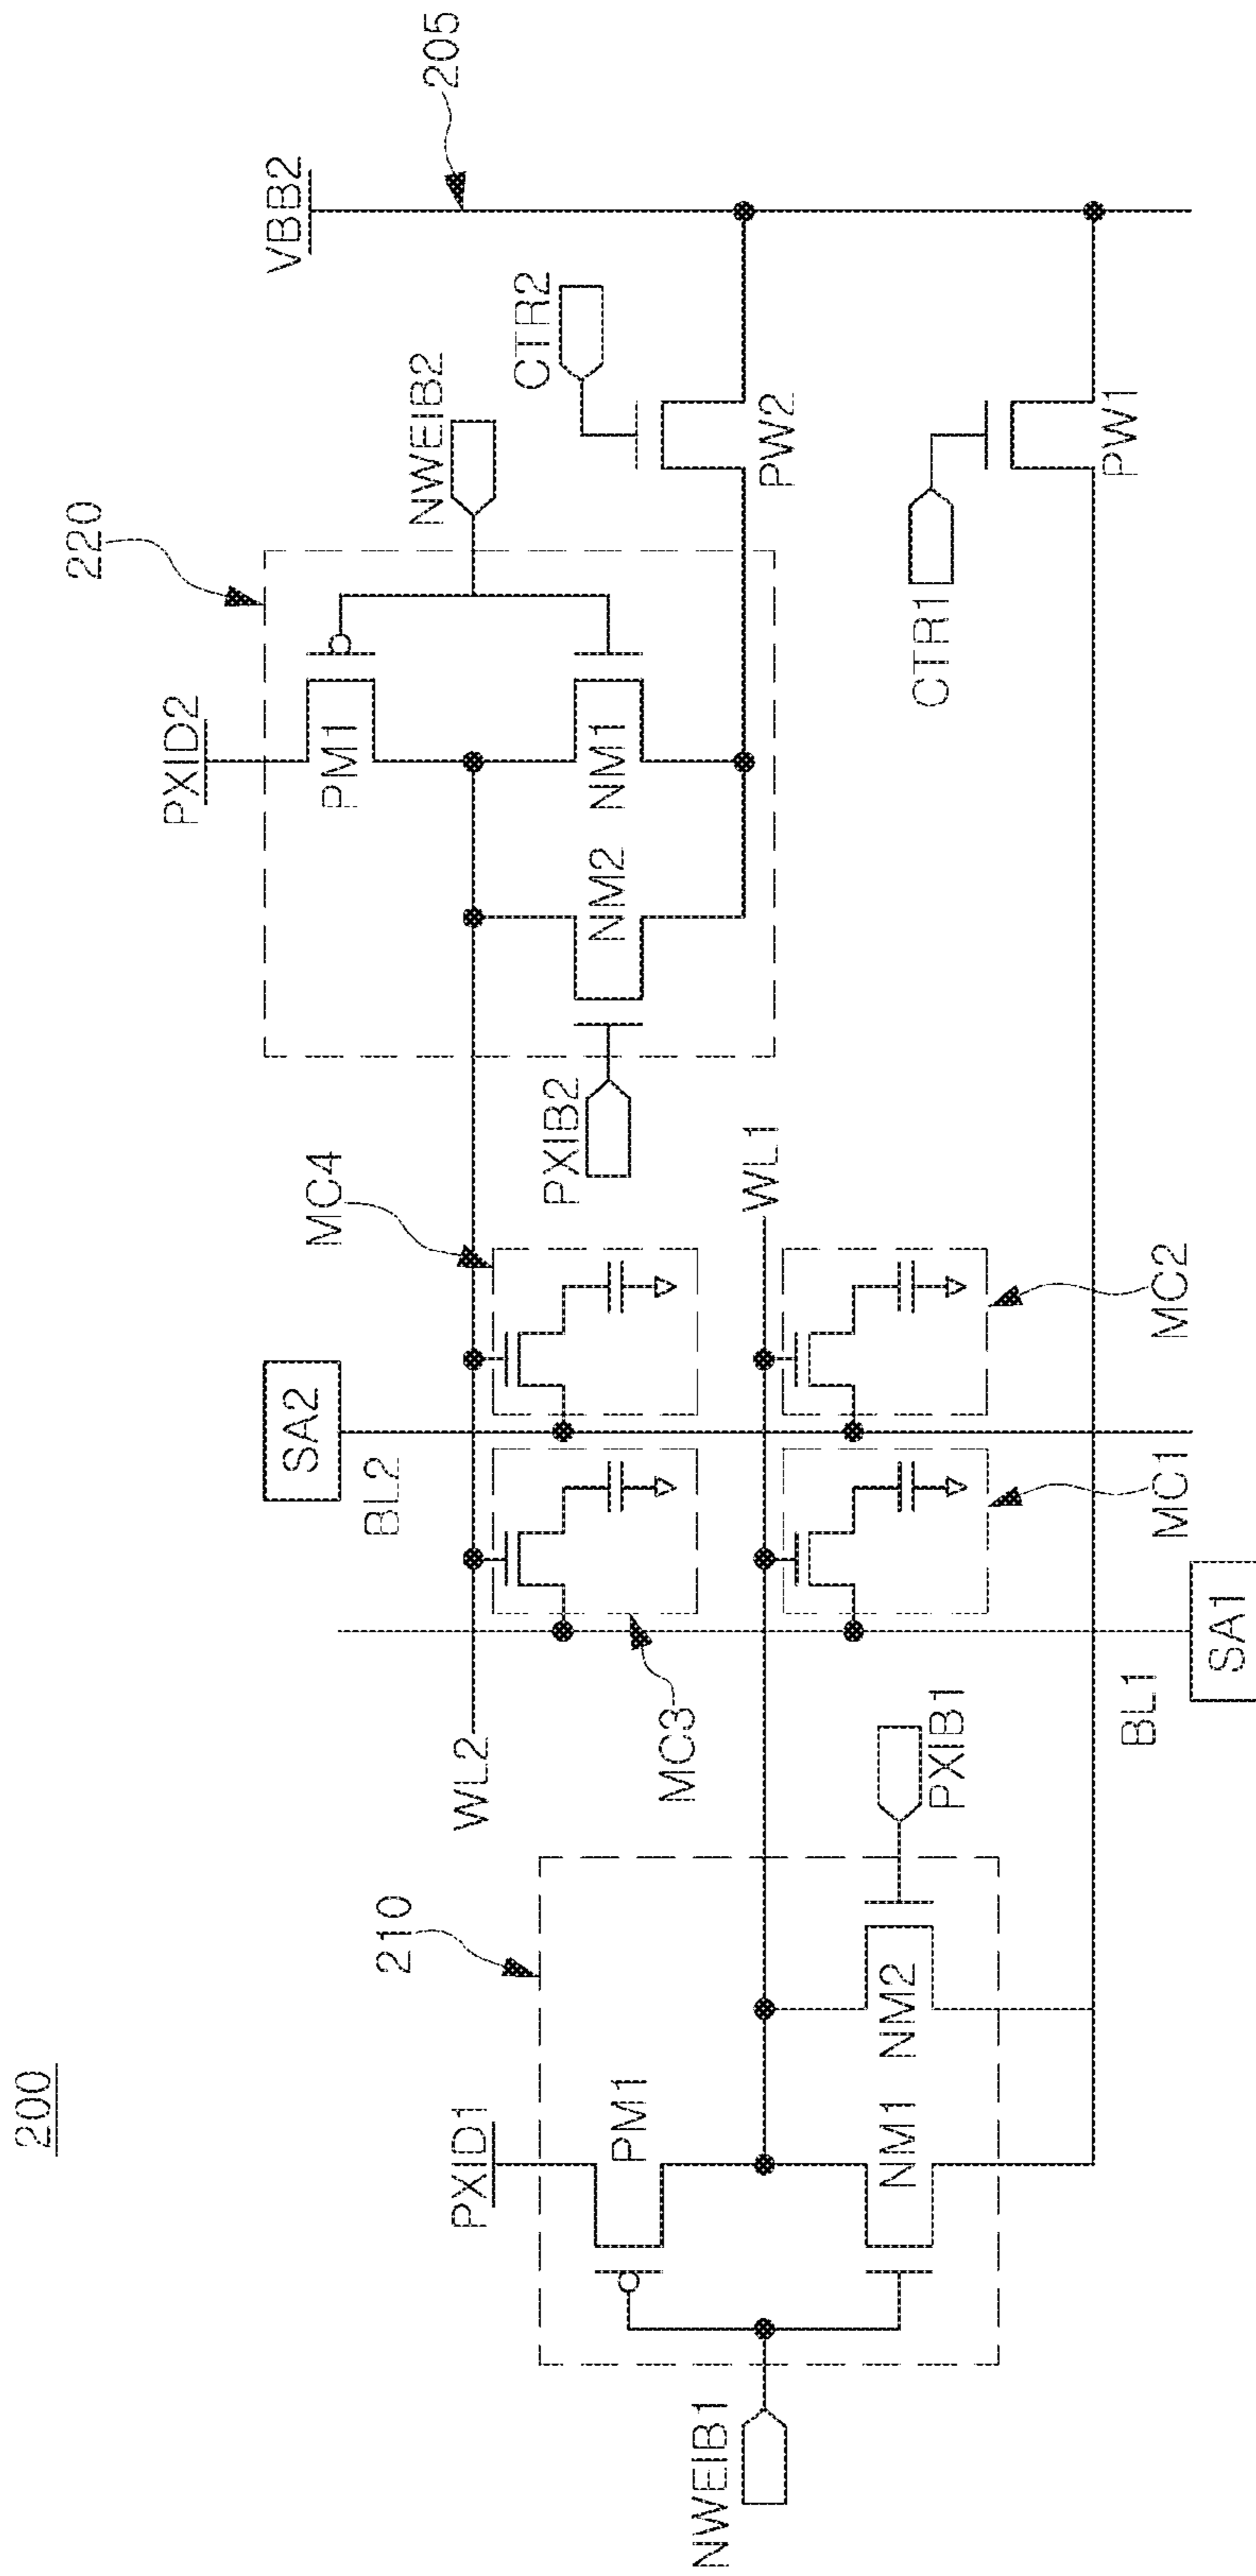 200
PXID1
210
PM1
NM1
NM2
NWEIB1
PXIB1
WL2
MC3
BL1
SA1
SA2
BL2
MC1
MC4
MC2
WL1
PXIB2
PXID2
220
PM1
NM2
NM1
NWEIB2
CTR2
PW2
CTR1
PW1
VBB2
205